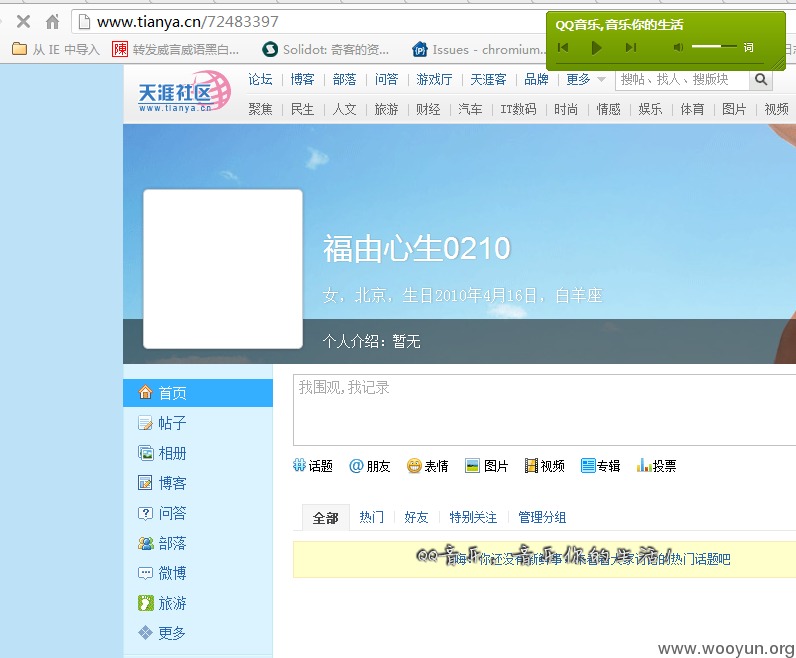 www.tianya.cn/72483397
QQ音乐,音乐你的生活
词
从 IE 中导入
陳 转发威言威语黑白...
Solidot: 奇客的资...
Issues - chromium...
天涯社区
www.tianya.cn
论坛 博客 部落 问答 游戏厅 天涯客 品牌 更多
搜帖、找人、搜版块
聚焦 民生 人文 旅游 财经 汽车 IT数码 时尚 情感 娱乐 体育 图片 视频
福由心生0210
女，北京，生日2010年4月16日，白羊座
个人介绍：暂无
首页
帖子
相册
博客
问答
部落
微博
旅游
更多
我围观,我记录
话题 朋友 表情 图片 视频 专辑 投票
全部 热门 好友 特别关注 管理分组
QQ音乐，音乐你的生活！
你还没有新鲜事 大家讨论的热门话题吧
www.wooyun.org